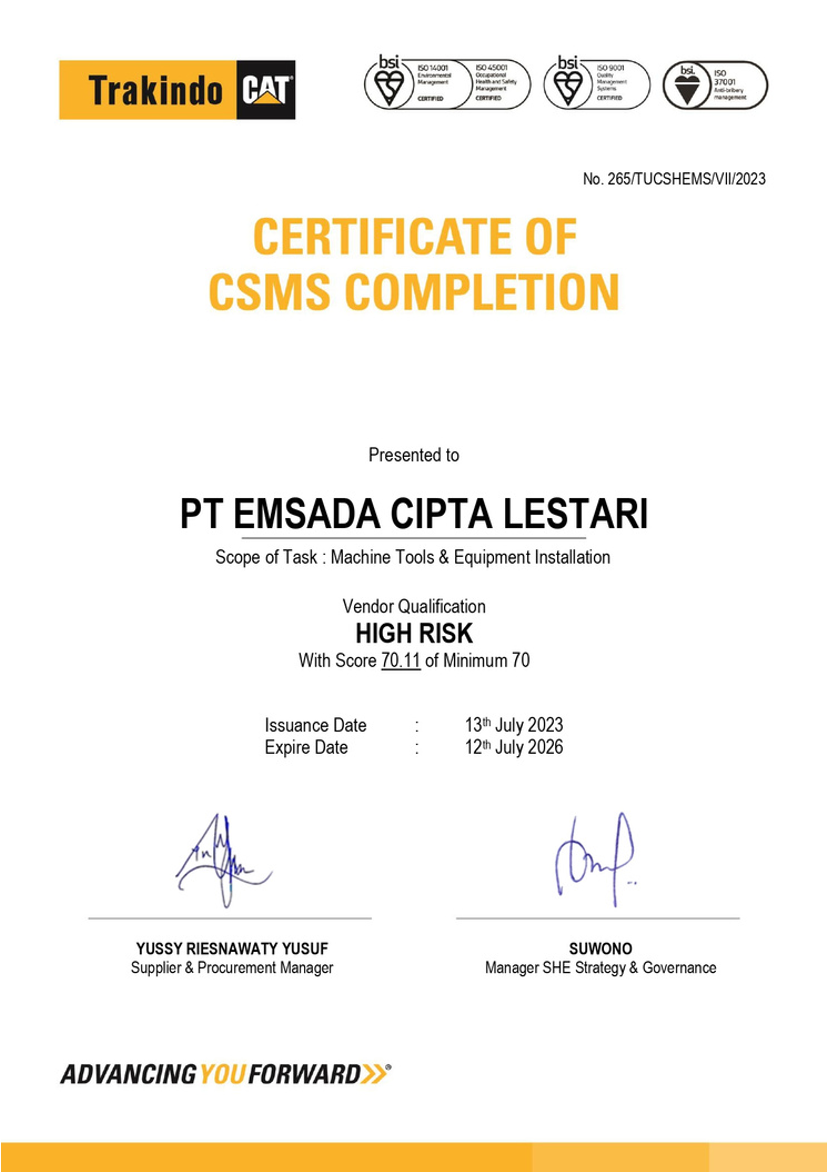 Trakindo CAT
bsi. ISO 14001 Environmental Management CERTIFIED
ISO 45001 Occupational Health and Safety Management CERTIFIED
bsi. ISO 9001 Quality Management Systems CERTIFIED
bsi. ISO 37001 Anti-bribery management
No. 265/TUCSHEMS/VII/2023
CERTIFICATE OF
CSMS COMPLETION
Presented to
PT EMSADA CIPTA LESTARI
Scope of Task : Machine Tools & Equipment Installation
Vendor Qualification
HIGH RISK
With Score 70.11 of Minimum 70
Issuance Date : 13th July 2023
Expire Date : 12th July 2026
YUSSY RIESNAWATY YUSUF
Supplier & Procurement Manager
SUWONO
Manager SHE Strategy & Governance
ADVANCING YOU FORWARD»®